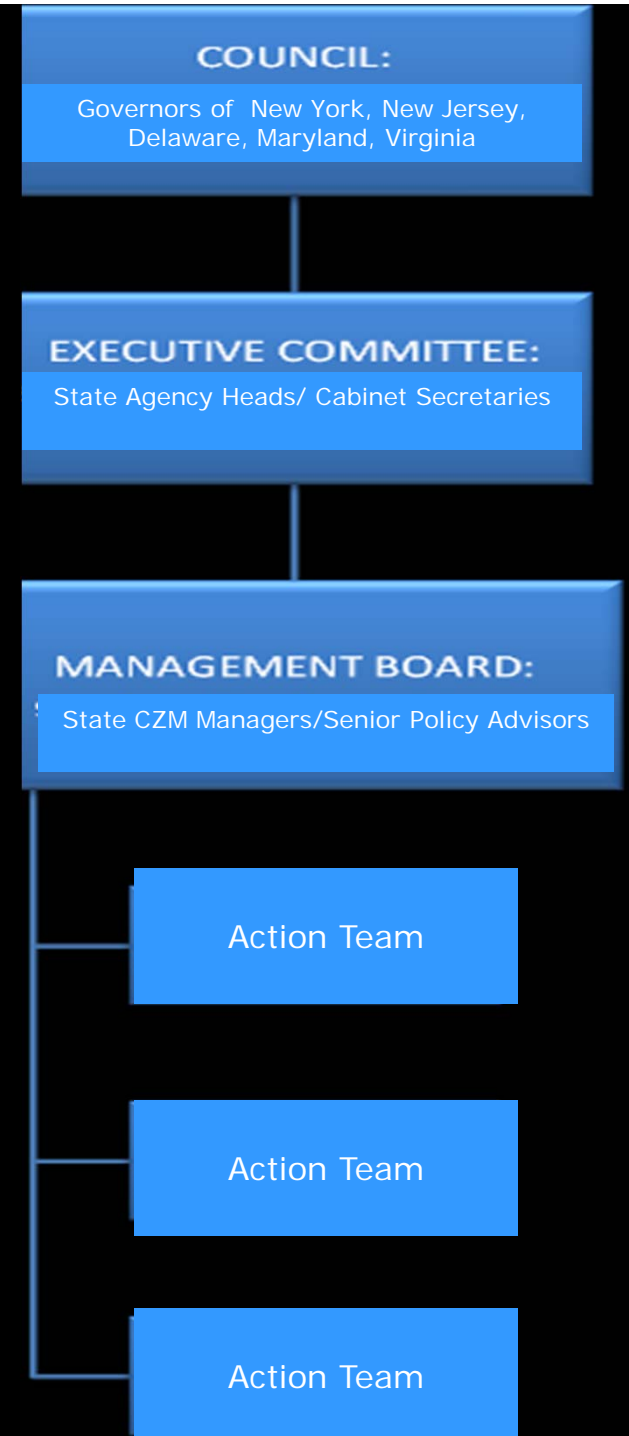 COUNCIL:
Governors of New York, New Jersey,
Delaware, Maryland, Virginia
EXECUTIVE COMMITTEE:
State Agency Heads/ Cabinet Secretaries
MANAGEMENT BOARD:
State CZM Managers/Senior Policy Advisors
Action Team
Action Team
Action Team